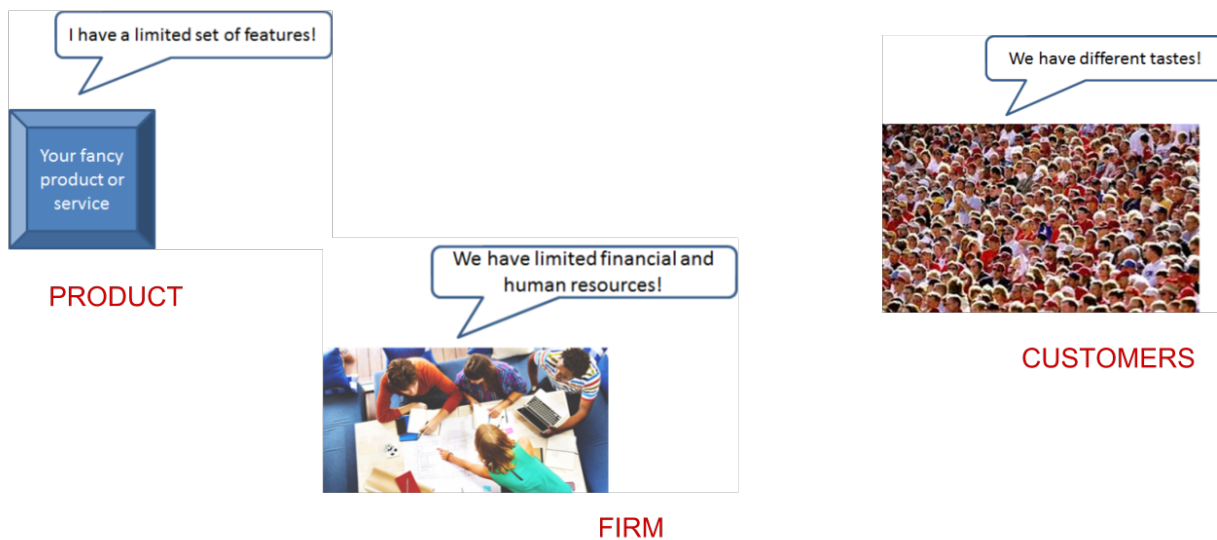 I have a limited set of features!
We have different tastes!
Your fancy
product or
service
We have limited financial and
human resources!
PRODUCT
CUSTOMERS
FIRM